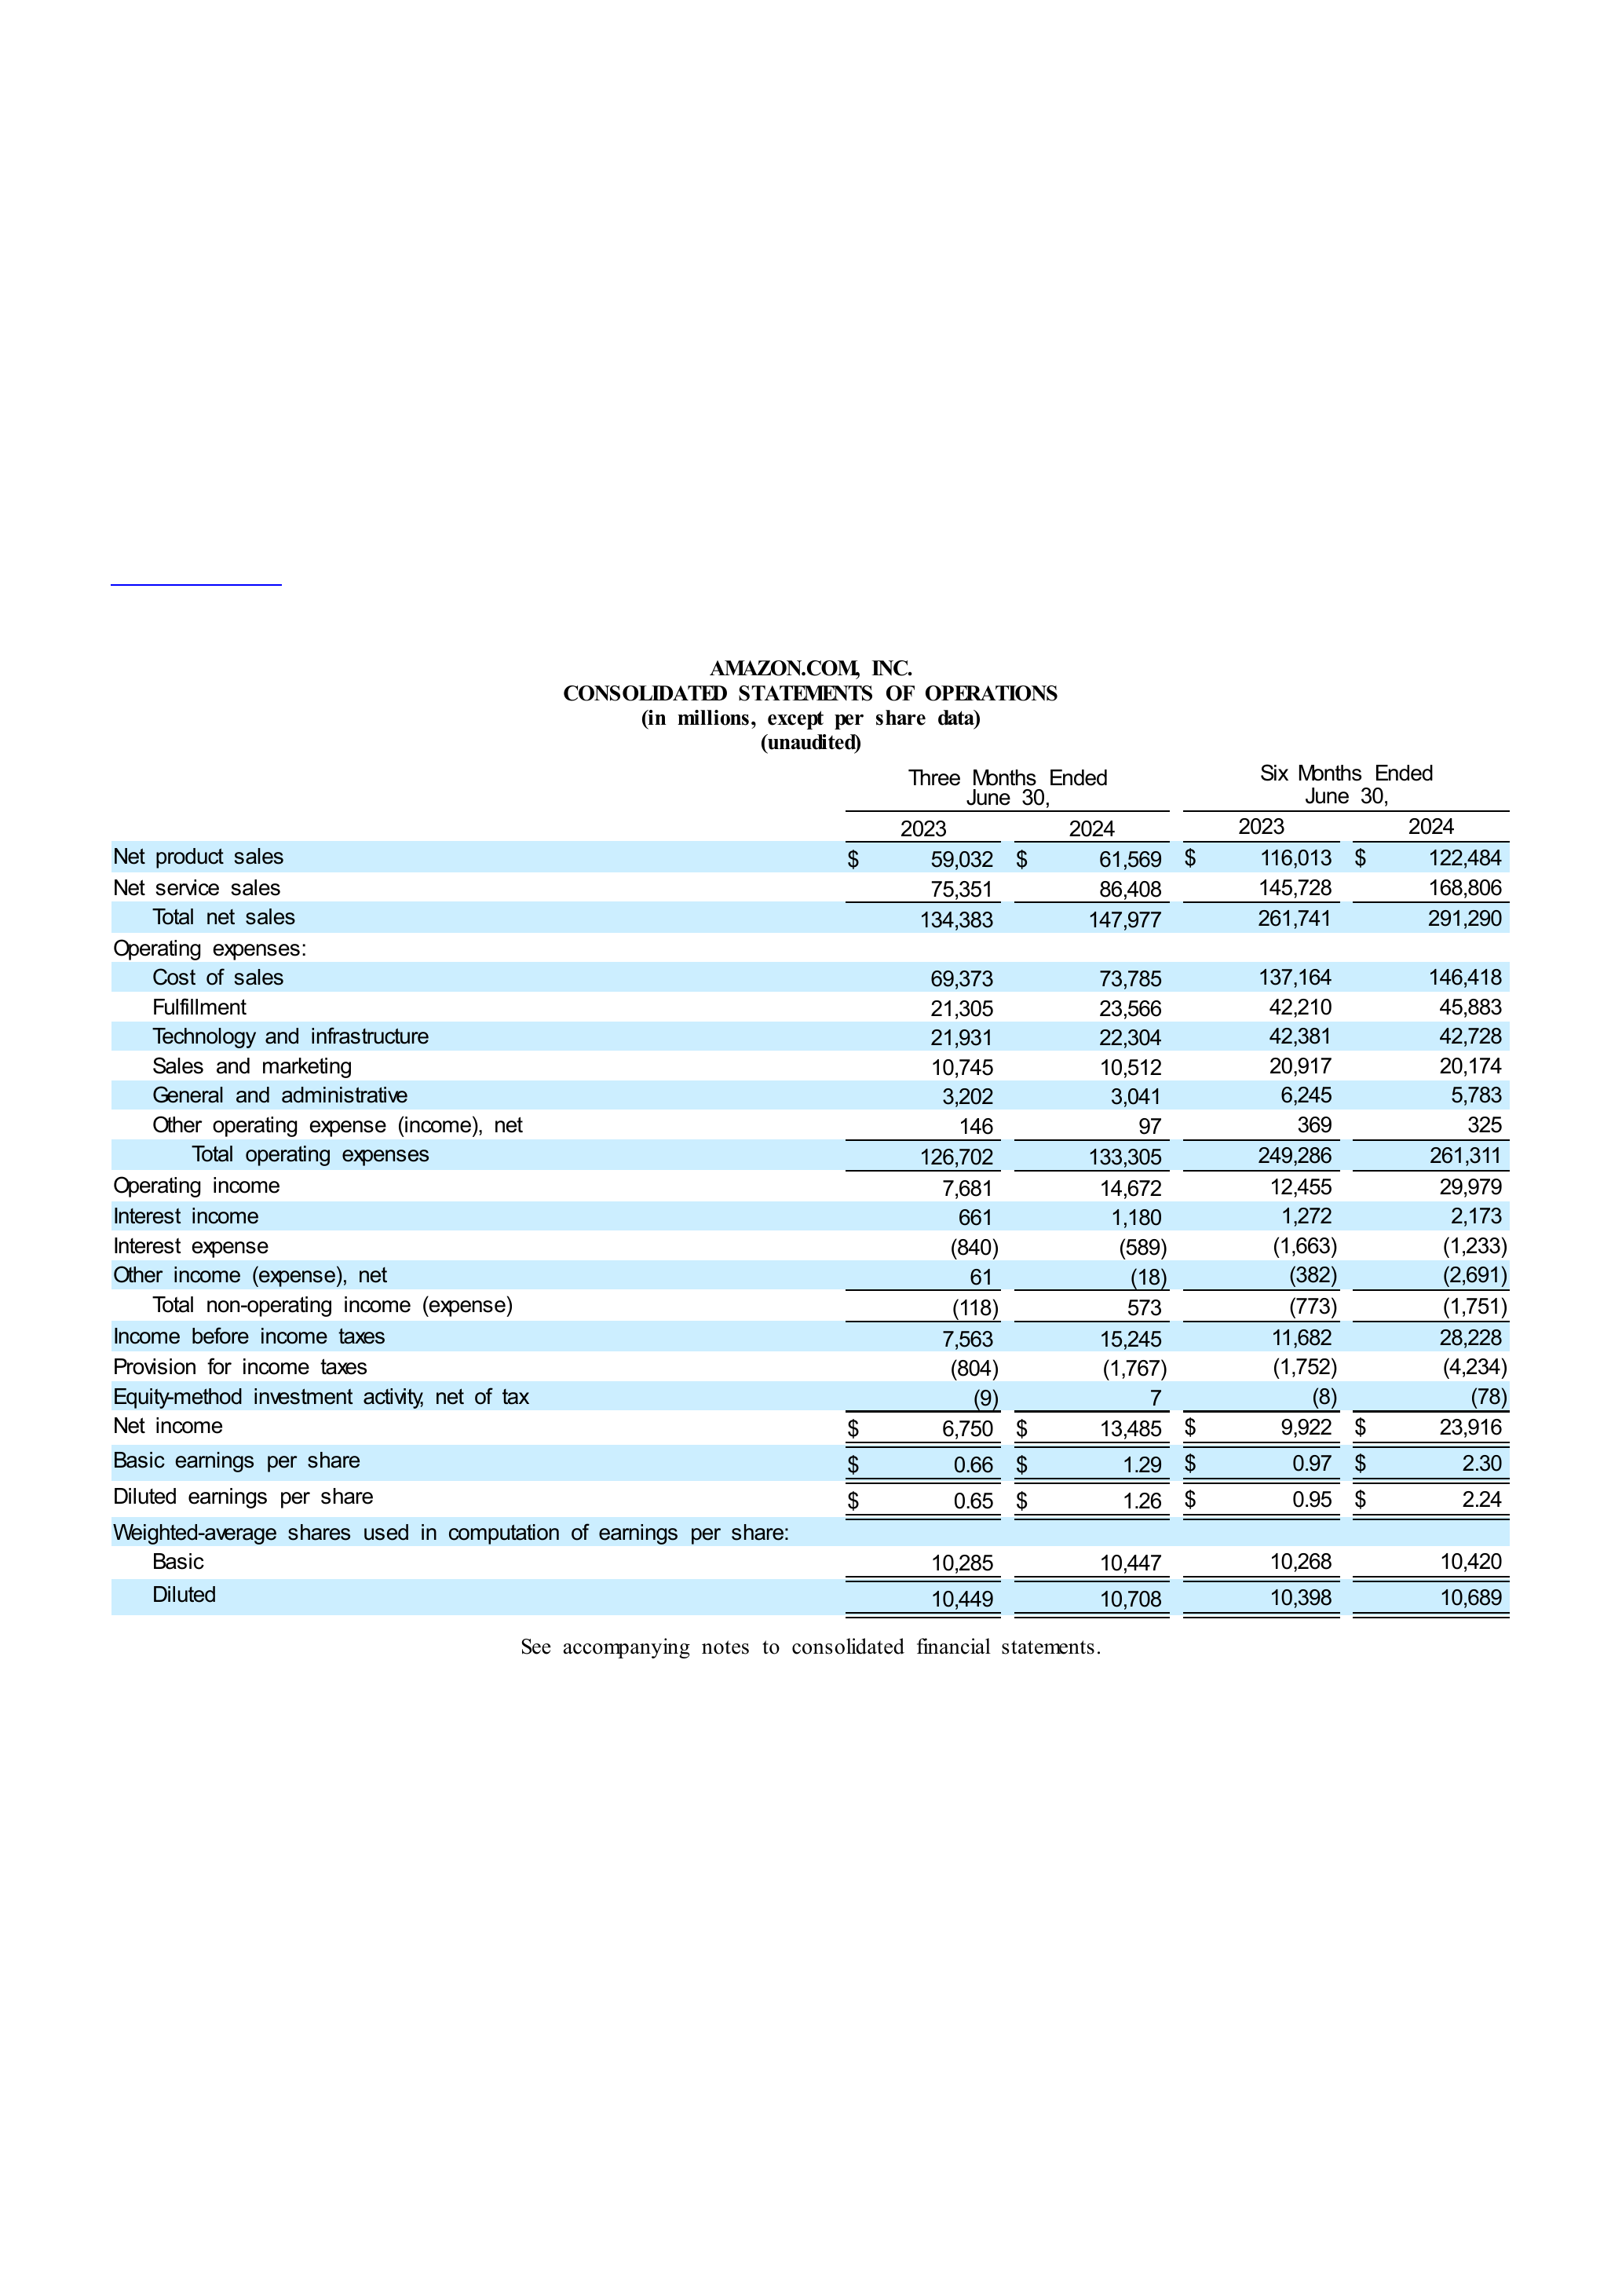 AMAZON.COM, INC.
CONSOLIDATED STATEMENTS OF OPERATIONS
(in millions, except per share data)
(unaudited)
Three Months Ended June 30, Six Months Ended June 30,
2023 2024 2023 2024
Net product sales $ 59,032 $ 61,569 $ 116,013 $ 122,484
Net service sales 75,351 86,408 145,728 168,806
Total net sales 134,383 147,977 261,741 291,290
Operating expenses:
Cost of sales 69,373 73,785 137,164 146,418
Fulfillment 21,305 23,566 42,210 45,883
Technology and infrastructure 21,931 22,304 42,381 42,728
Sales and marketing 10,745 10,512 20,917 20,174
General and administrative 3,202 3,041 6,245 5,783
Other operating expense (income), net 146 97 369 325
Total operating expenses 126,702 133,305 249,286 261,311
Operating income 7,681 14,672 12,455 29,979
Interest income 661 1,180 1,272 2,173
Interest expense (840) (589) (1,663) (1,233)
Other income (expense), net 61 (18) (382) (2,691)
Total non-operating income (expense) (118) 573 (773) (1,751)
Income before income taxes 7,563 15,245 11,682 28,228
Provision for income taxes (804) (1,767) (1,752) (4,234)
Equity-method investment activity, net of tax (9) 7 (8) (78)
Net income $ 6,750 $ 13,485 $ 9,922 $ 23,916
Basic earnings per share $ 0.66 $ 1.29 $ 0.97 $ 2.30
Diluted earnings per share $ 0.65 $ 1.26 $ 0.95 $ 2.24
Weighted-average shares used in computation of earnings per share:
Basic 10,285 10,447 10,268 10,420
Diluted 10,449 10,708 10,398 10,689
See accompanying notes to consolidated financial statements.